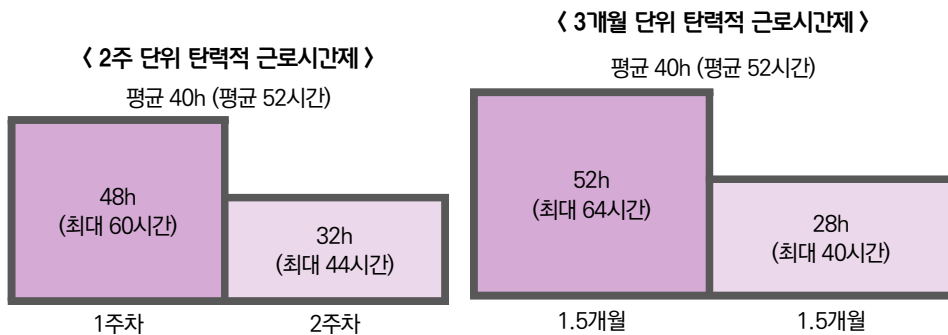 < 2주 단위 탄력적 근로시간제 >
평균 40h (평균 52시간)
48h
(최대 60시간)
32h
(최대 44시간)
1주차
2주차
< 3개월 단위 탄력적 근로시간제 >
평균 40h (평균 52시간)
52h
(최대 64시간)
28h
(최대 40시간)
1.5개월
1.5개월